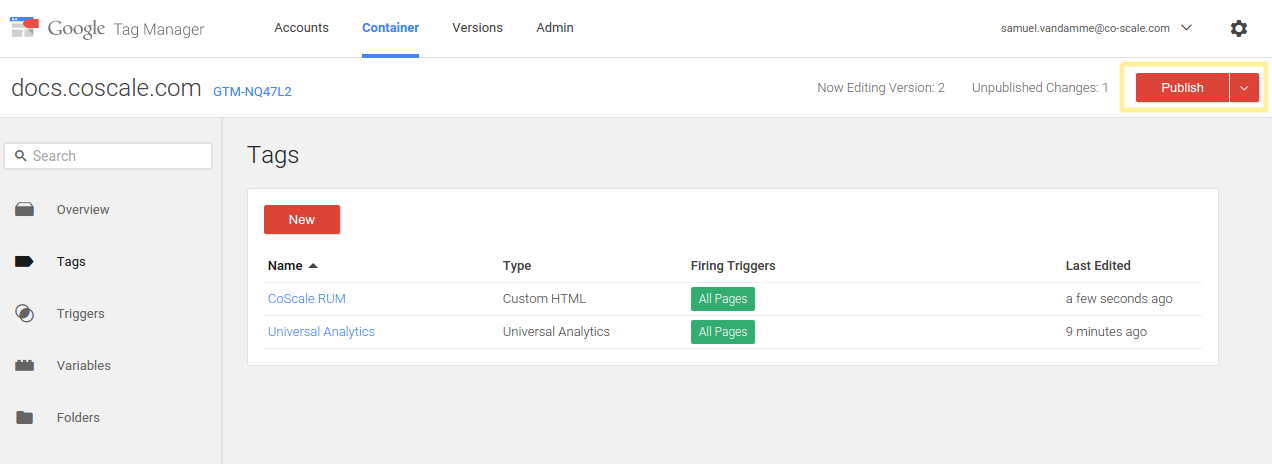 Google Tag Manager Accounts Container Versions Admin samuel.vandamme@co-scale.com
docs.coscale.com GTM-NQ47L2 Now Editing Version: 2 Unpublished Changes: 1 Publish
Search
Overview
Tags
Triggers
Variables
Folders
Tags
New
Name Type Firing Triggers Last Edited
CoScale RUM Custom HTML All Pages a few seconds ago
Universal Analytics Universal Analytics All Pages 9 minutes ago